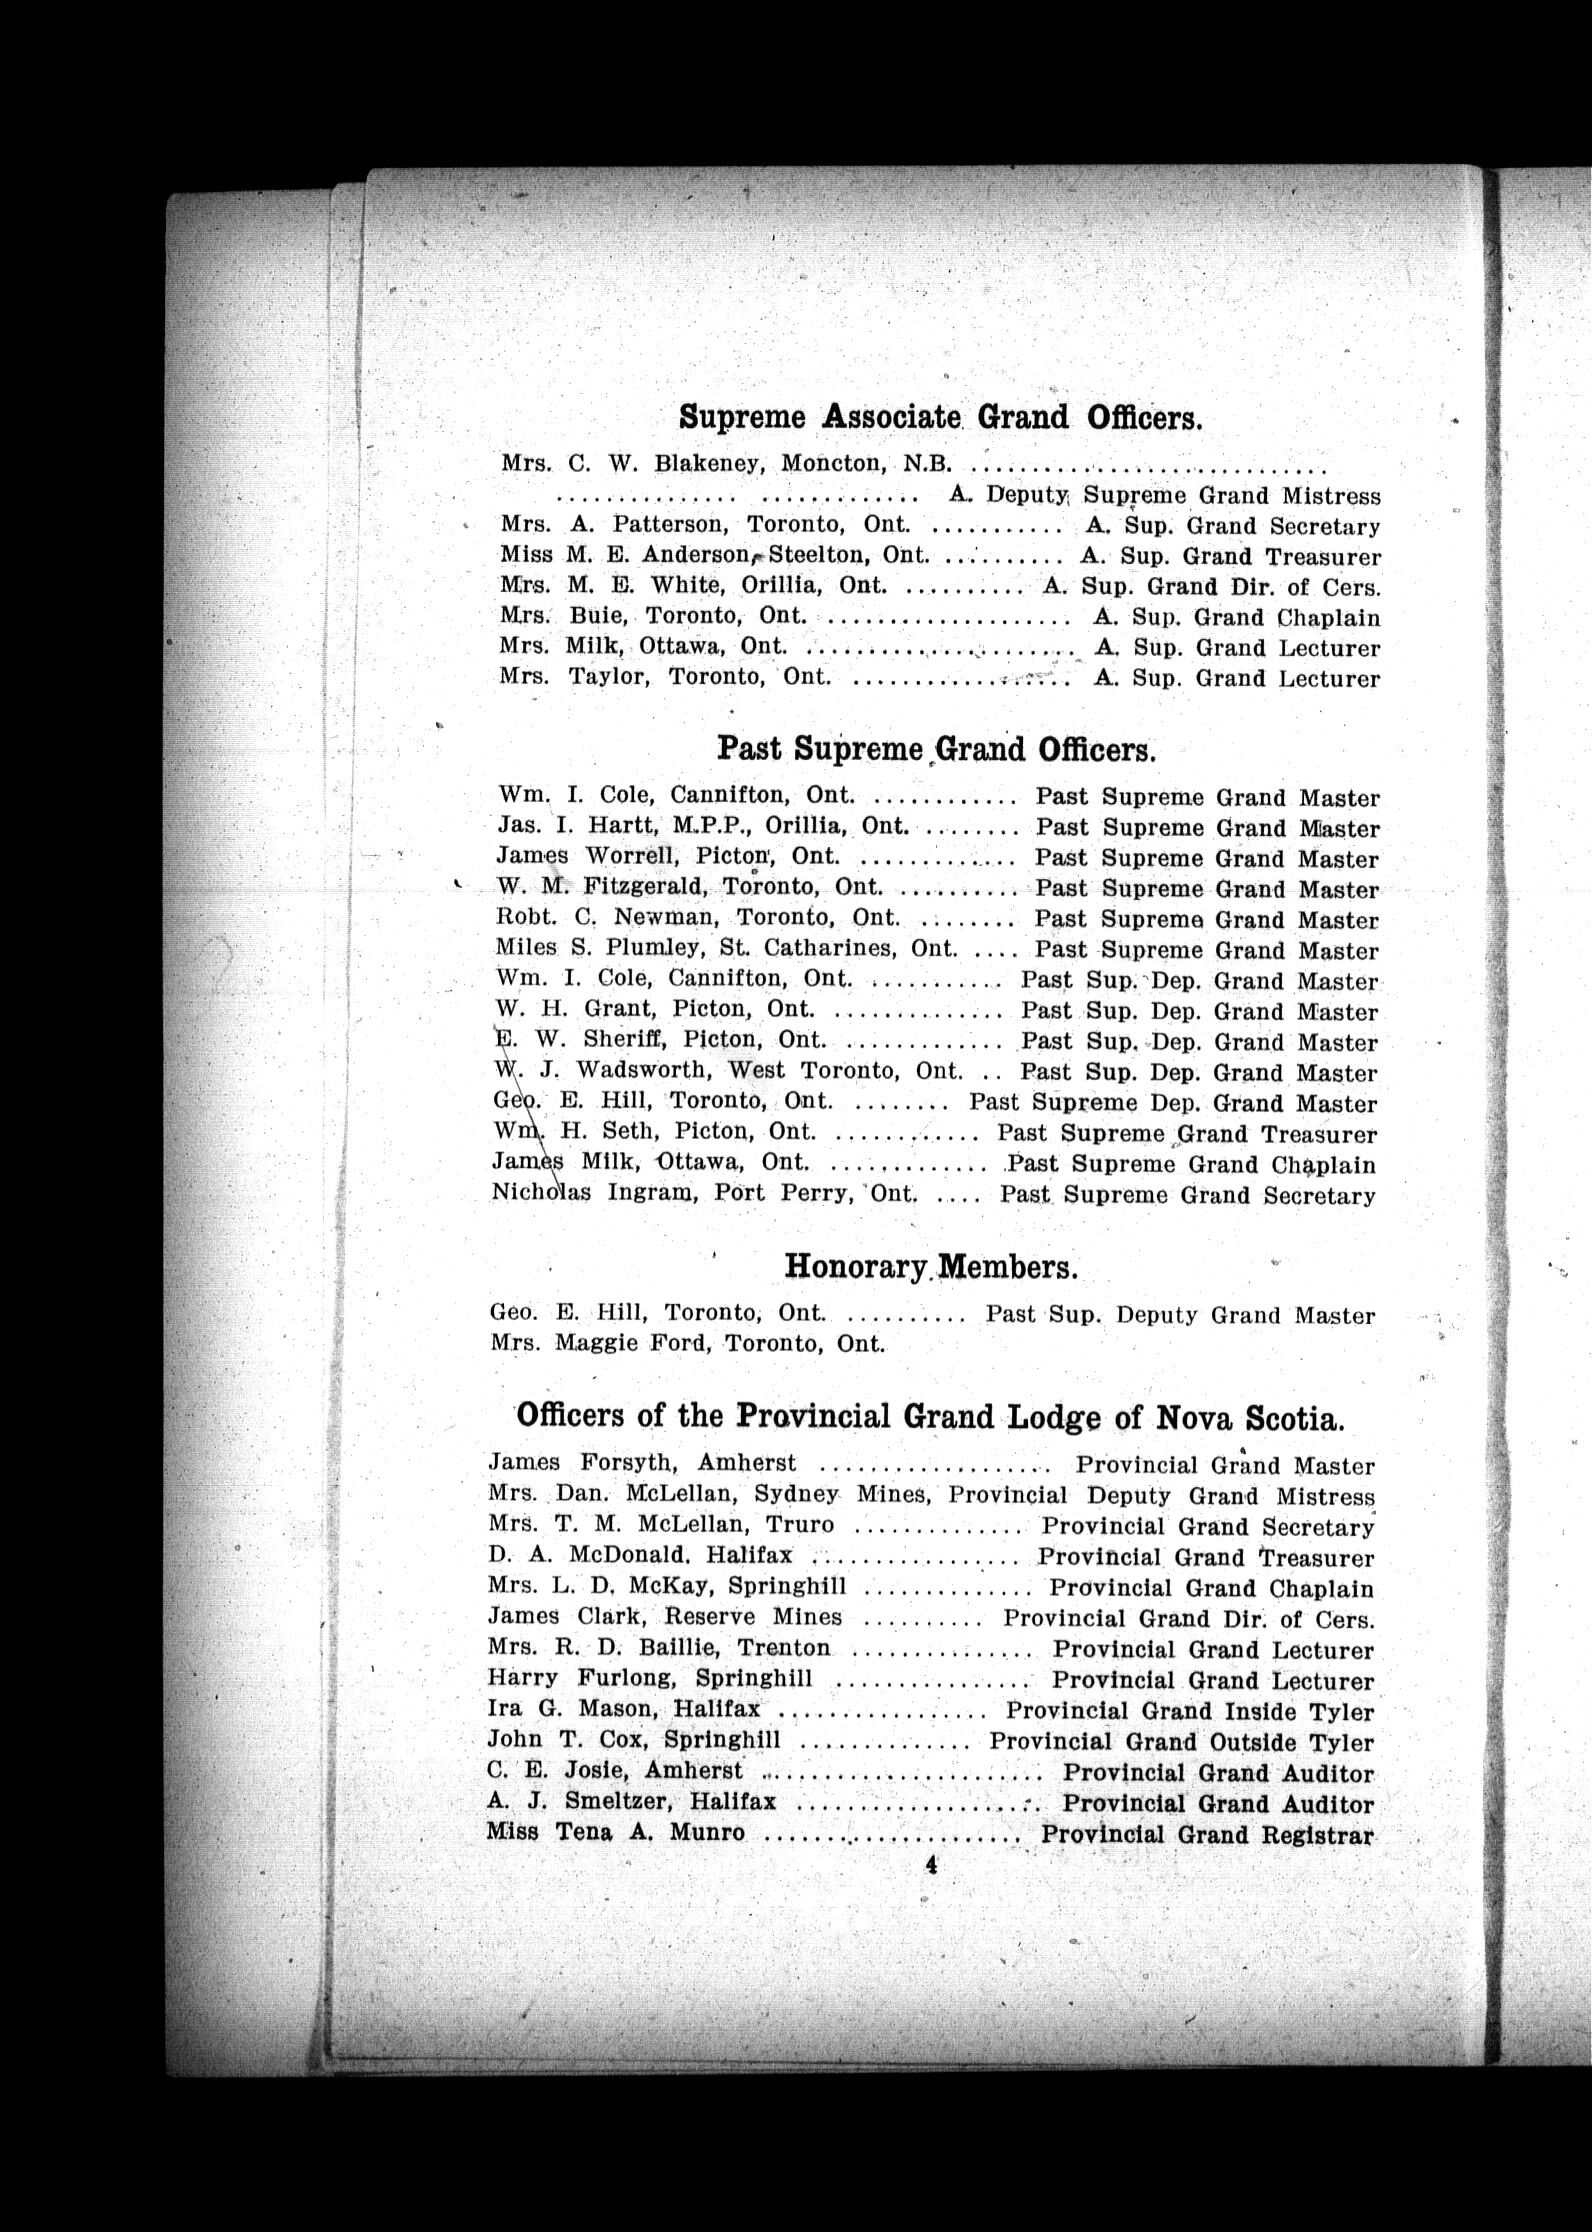 Supreme Associate Grand Officers.
Mrs. C. W. Blakeney, Moncton, N.B. .............................
............... ............. A. Deputy Supreme Grand Mistress
Mrs. A. Patterson, Toronto, Ont. ........... A. Sup. Grand Secretary
Miss M. E. Anderson, Steelton, Ont. .......... A. Sup. Grand Treasurer
Mrs. M. E. White, Orillia, Ont. .......... A. Sup. Grand Dir. of Cers.
Mrs. Buie, Toronto, Ont. .................... A. Sup. Grand Chaplain
Mrs. Milk, Ottawa, Ont. ...................... A. Sup. Grand Lecturer
Mrs. Taylor, Toronto, Ont. .................. A. Sup. Grand Lecturer
Past Supreme Grand Officers.
Wm. I. Cole, Cannifton, Ont. ............ Past Supreme Grand Master
Jas. I. Hartt, M.P.P., Orillia, Ont. ........ Past Supreme Grand Master
James Worrell, Picton, Ont. ............. Past Supreme Grand Master
W. M. Fitzgerald, Toronto, Ont. .......... Past Supreme Grand Master
Robt. C. Newman, Toronto, Ont. ........ Past Supreme Grand Master
Miles S. Plumley, St. Catharines, Ont. .... Past Supreme Grand Master
Wm. I. Cole, Cannifton, Ont. ........... Past Sup. Dep. Grand Master
W. H. Grant, Picton, Ont. .............. Past Sup. Dep. Grand Master
E. W. Sheriff, Picton, Ont. ............. Past Sup. Dep. Grand Master
W. J. Wadsworth, West Toronto, Ont. .. Past Sup. Dep. Grand Master
Geo. E. Hill, Toronto, Ont. ........ Past Supreme Dep. Grand Master
Wm. H. Seth, Picton, Ont. ............ Past Supreme Grand Treasurer
James Milk, Ottawa, Ont. ............. Past Supreme Grand Chaplain
Nicholas Ingram, Port Perry, Ont. .... Past Supreme Grand Secretary
Honorary Members.
Geo. E. Hill, Toronto, Ont. .......... Past Sup. Deputy Grand Master
Mrs. Maggie Ford, Toronto, Ont.
Officers of the Provincial Grand Lodge of Nova Scotia.
James Forsyth, Amherst ................... Provincial Grand Master
Mrs. Dan. McLellan, Sydney Mines, Provincial Deputy Grand Mistress
Mrs. T. M. McLellan, Truro .............. Provincial Grand Secretary
D. A. McDonald. Halifax ................. Provincial Grand Treasurer
Mrs. L. D. McKay, Springhill .............. Provincial Grand Chaplain
James Clark, Reserve Mines .......... Provincial Grand Dir. of Cers.
Mrs. R. D. Baillie, Trenton ............... Provincial Grand Lecturer
Harry Furlong, Springhill ................ Provincial Grand Lecturer
Ira G. Mason, Halifax ................. Provincial Grand Inside Tyler
John T. Cox, Springhill .............. Provincial Grand Outside Tyler
C. E. Josie, Amherst ....................... Provincial Grand Auditor
A. J. Smeltzer, Halifax .................... Provincial Grand Auditor
Miss Tena A. Munro ..................... Provincial Grand Registrar
4